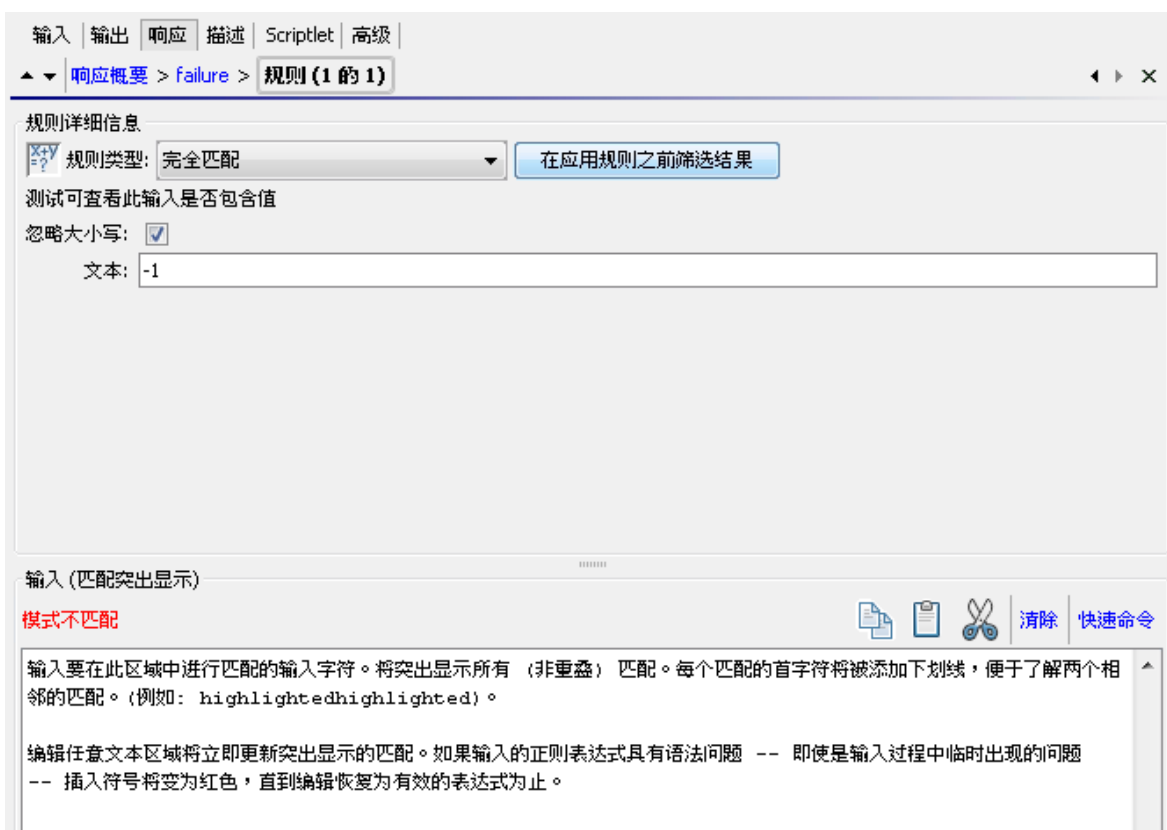 输入 输出 响应 描述 Scriptlet 高级
响应概要 > failure > 规则 (1 的 1)
规则详细信息
X+Y =? 规则类型: 完全匹配 在应用规则之前筛选结果
测试可查看此输入是否包含值
忽略大小写:
文本: -1
输入 (匹配突出显示)
模式不匹配 清除 快速命令
输入要在此区域中进行匹配的输入字符。将突出显示所有 (非重叠) 匹配。每个匹配的首字符将被添加下划线，便于了解两个相
邻的匹配。(例如: highlightedhighlighted)。
编辑任意文本区域将立即更新突出显示的匹配。如果输入的正则表达式具有语法问题 -- 即使是输入过程中临时出现的问题
-- 插入符号将变为红色，直到编辑恢复为有效的表达式为止。